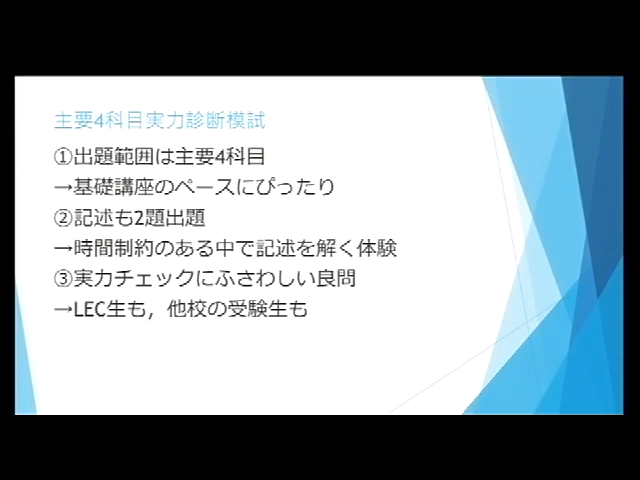 主要4科目実力診断模試
①出題範囲は主要4科目
→基礎講座のペースにぴったり
②記述も2題出題
→時間制約のある中で記述を解く体験
③実力チェックにふさわしい良問
→LEC生も，他校の受験生も